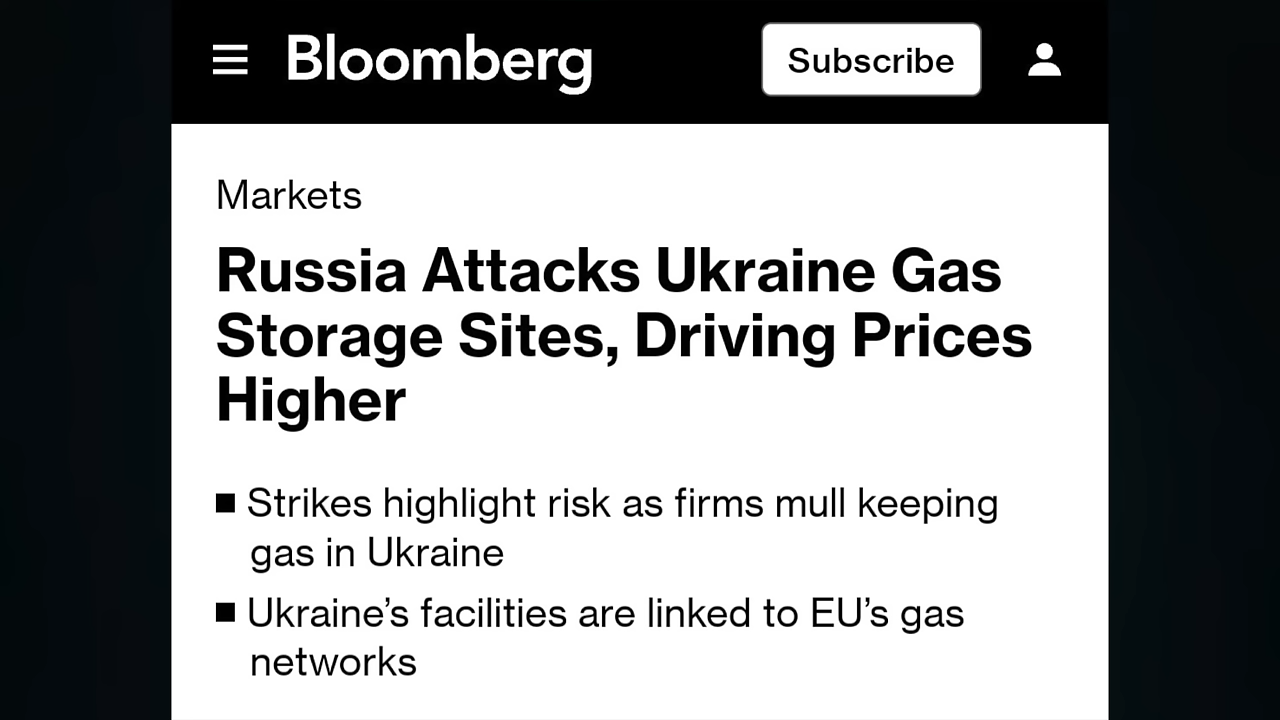 Bloomberg
Subscribe
Markets
Russia Attacks Ukraine Gas
Storage Sites, Driving Prices
Higher
■ Strikes highlight risk as firms mull keeping
gas in Ukraine
■ Ukraine’s facilities are linked to EU’s gas
networks